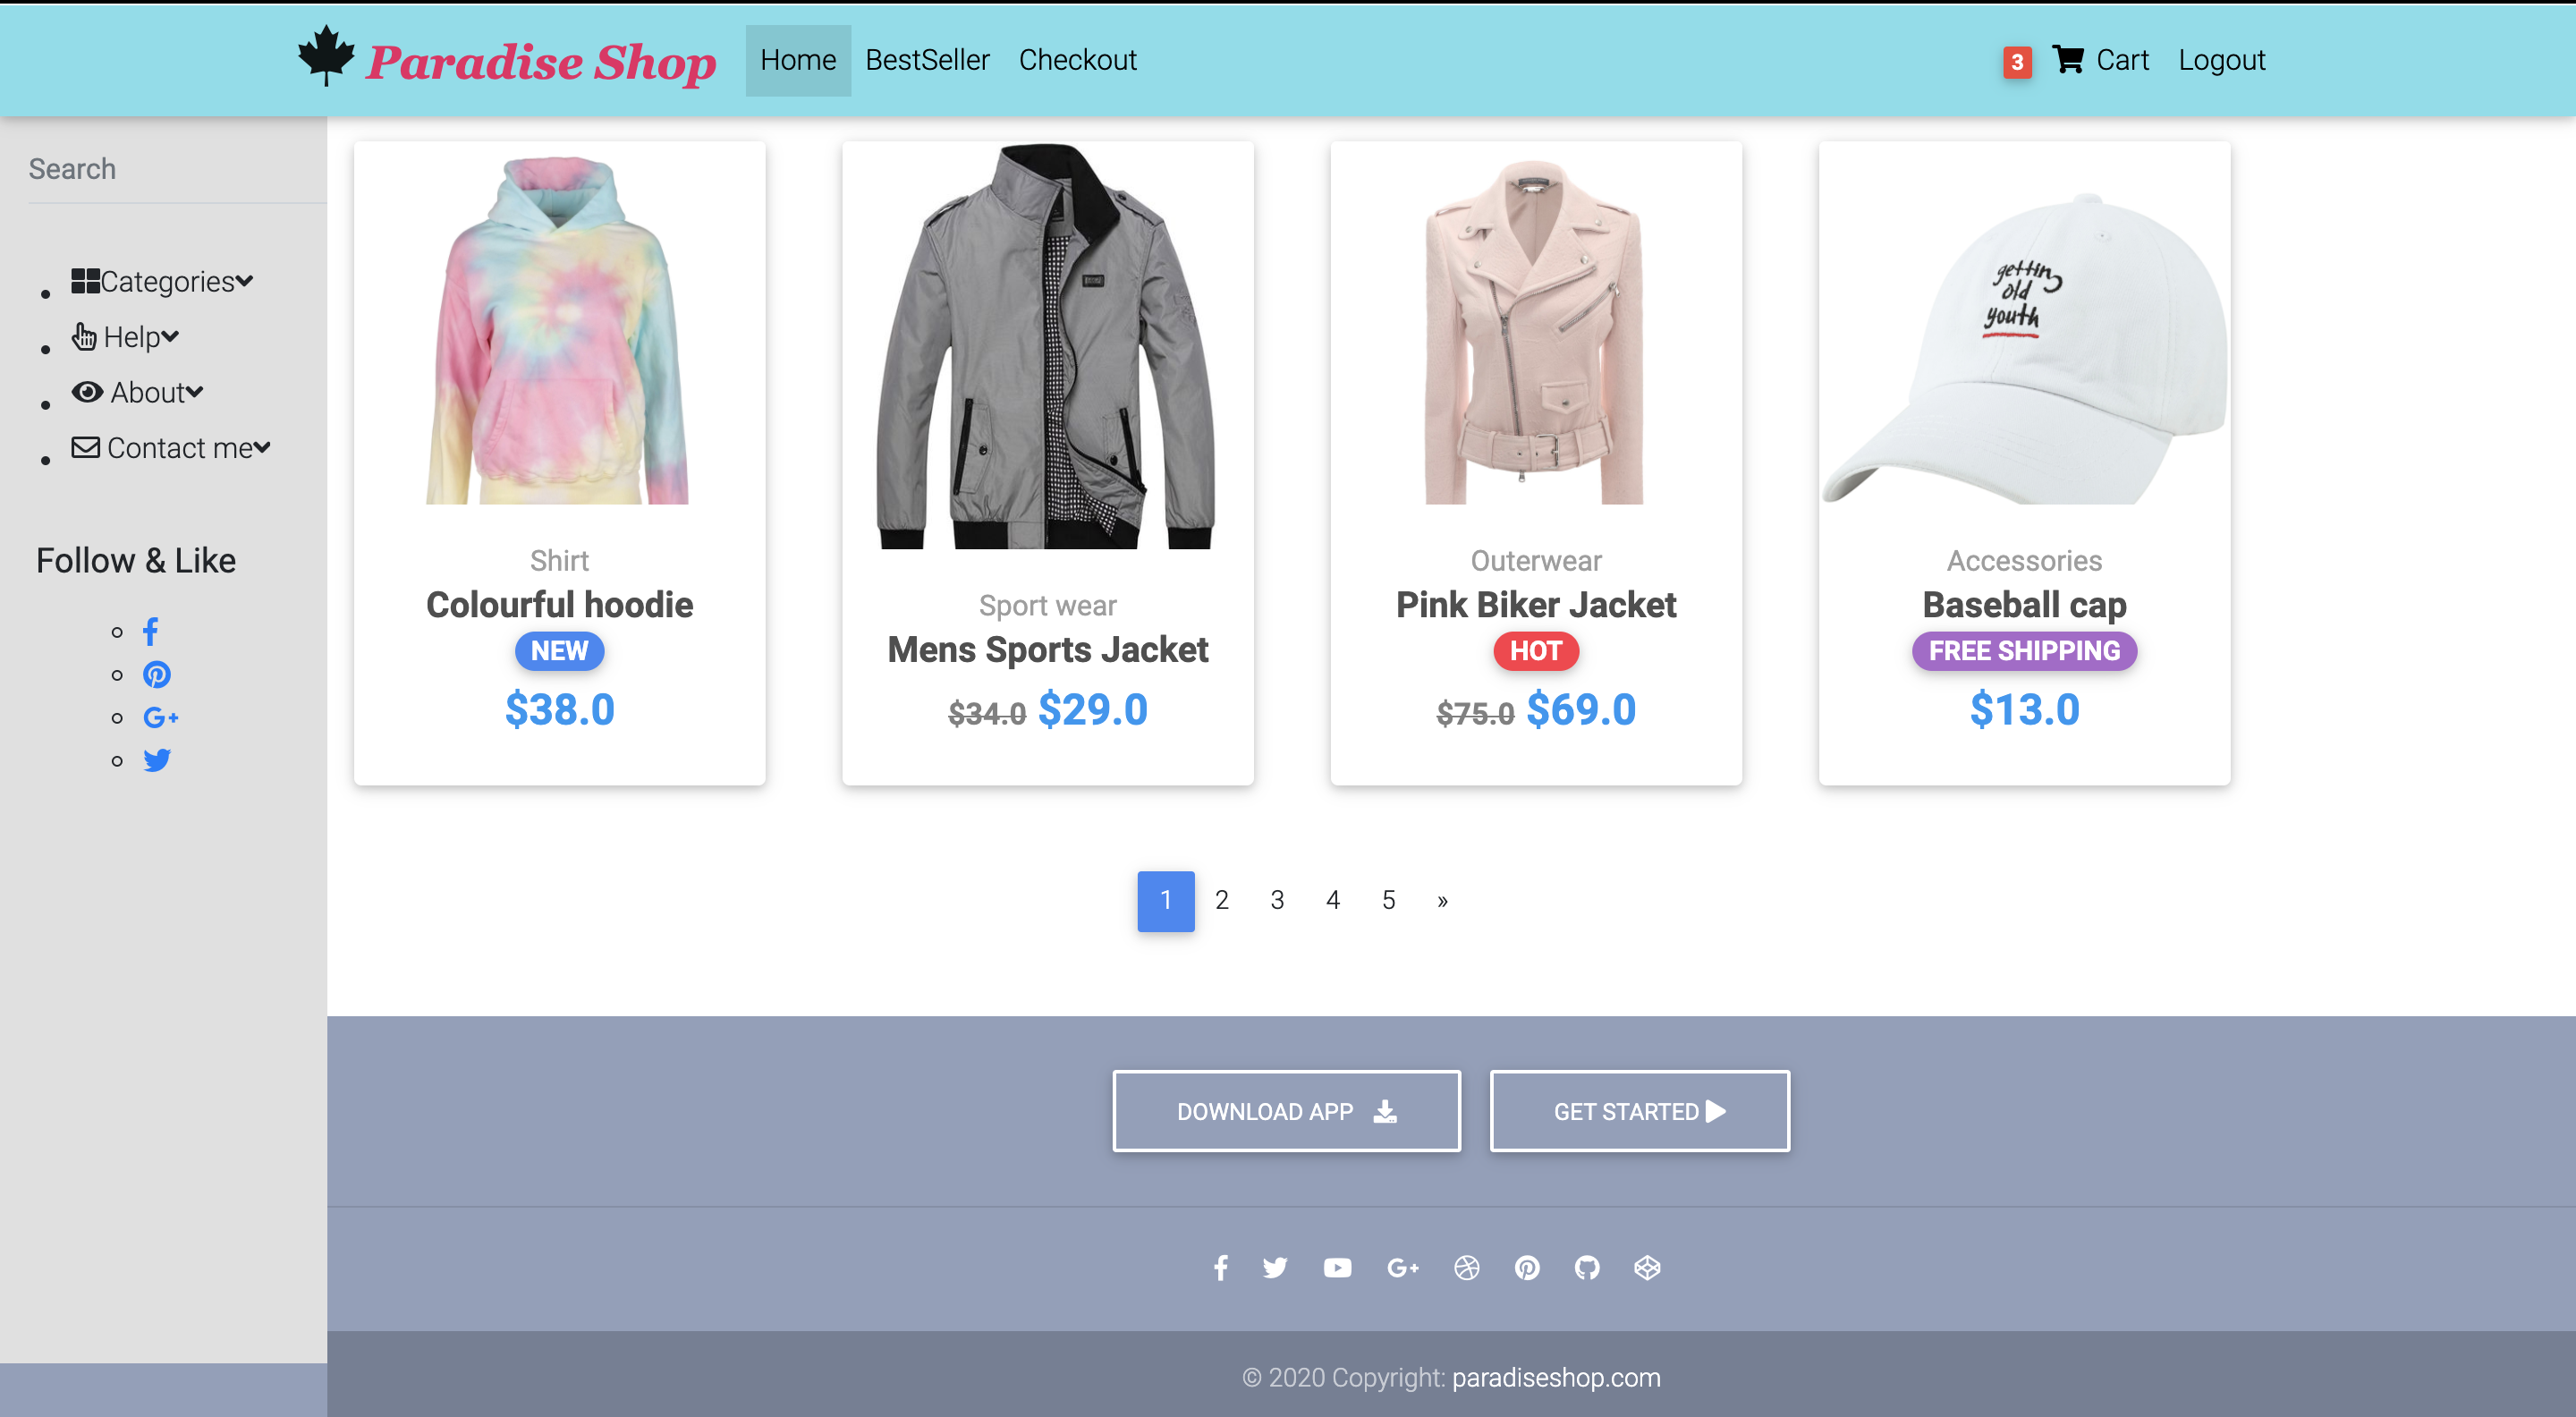 Paradise Shop Home BestSeller Checkout 3 Cart Logout
Search
Categories
Help
About
Contact me
Follow & Like
getting
old
youth
Shirt
Colourful hoodie
NEW
$38.0
Sport wear
Mens Sports Jacket
$34.0 $29.0
Outerwear
Pink Biker Jacket
HOT
$75.0 $69.0
Accessories
Baseball cap
FREE SHIPPING
$13.0
1 2 3 4 5 »
DOWNLOAD APP GET STARTED
© 2020 Copyright: paradiseshop.com